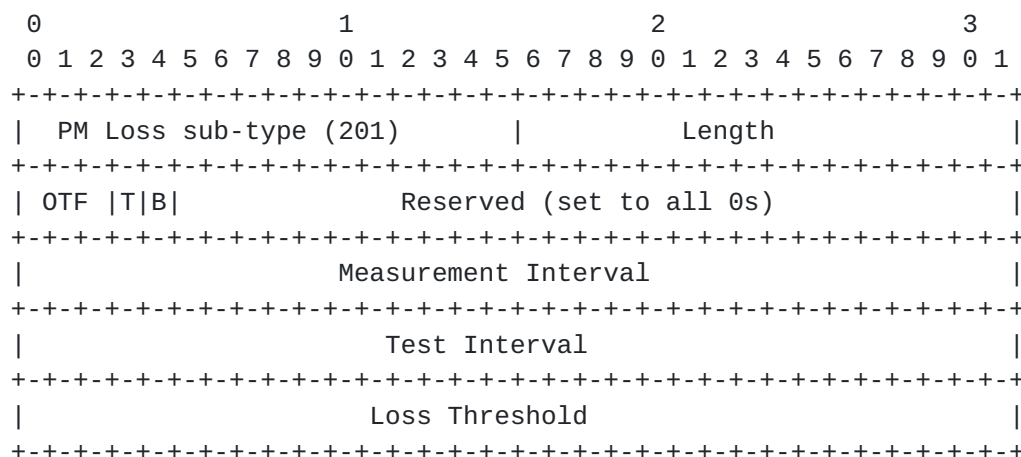 0                   1                   2                   3
 0 1 2 3 4 5 6 7 8 9 0 1 2 3 4 5 6 7 8 9 0 1 2 3 4 5 6 7 8 9 0 1
+-+-+-+-+-+-+-+-+-+-+-+-+-+-+-+-+-+-+-+-+-+-+-+-+-+-+-+-+-+-+-+-+
|  PM Loss sub-type (201)       |          Length               |
+-+-+-+-+-+-+-+-+-+-+-+-+-+-+-+-+-+-+-+-+-+-+-+-+-+-+-+-+-+-+-+-+
| OTF |T|B|              Reserved (set to all 0s)               |
+-+-+-+-+-+-+-+-+-+-+-+-+-+-+-+-+-+-+-+-+-+-+-+-+-+-+-+-+-+-+-+-+
|                    Measurement Interval                       |
+-+-+-+-+-+-+-+-+-+-+-+-+-+-+-+-+-+-+-+-+-+-+-+-+-+-+-+-+-+-+-+-+
|                       Test Interval                           |
+-+-+-+-+-+-+-+-+-+-+-+-+-+-+-+-+-+-+-+-+-+-+-+-+-+-+-+-+-+-+-+-+
|                      Loss Threshold                           |
+-+-+-+-+-+-+-+-+-+-+-+-+-+-+-+-+-+-+-+-+-+-+-+-+-+-+-+-+-+-+-+-+